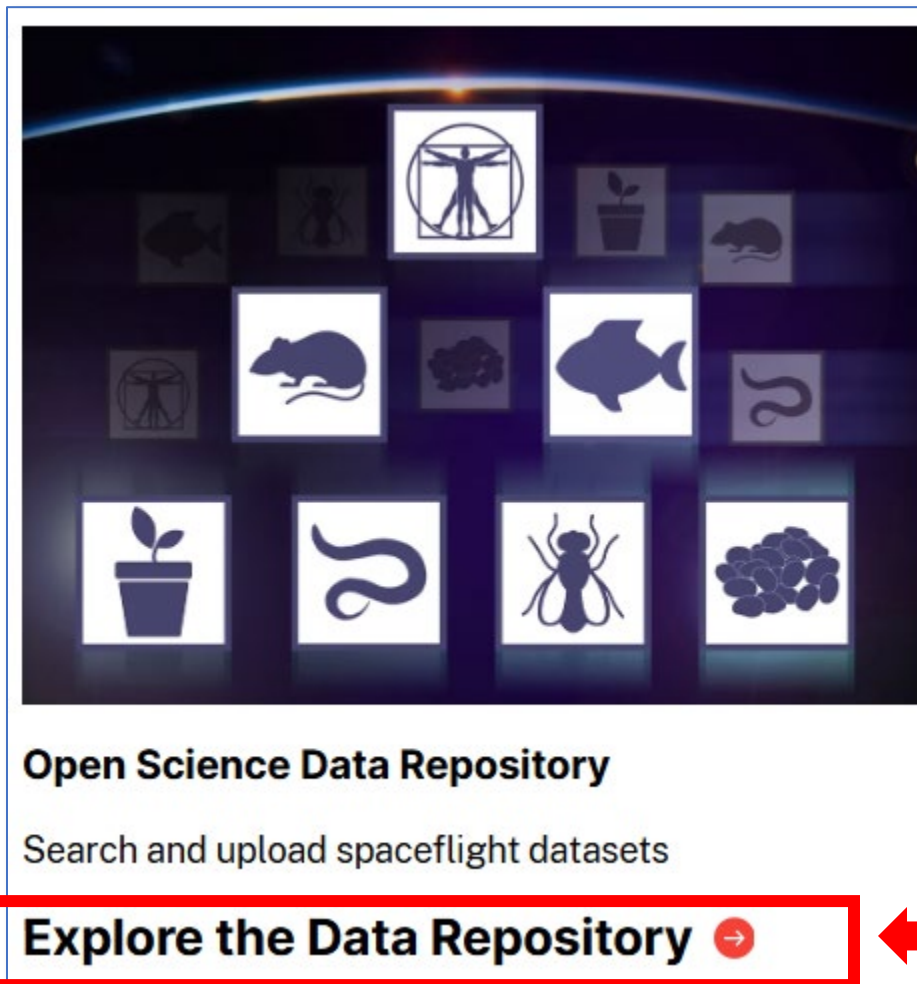 Open Science Data Repository
Search and upload spaceflight datasets
Explore the Data Repository